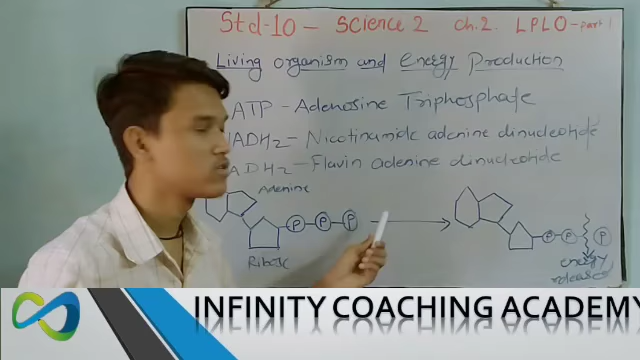 Std-10 - Science 2 Ch.2. LPLO - part 1
Living organism and energy Production
ATP - Adenosine Triphosphate
NADH2 - Nicotinamide adenine dinucleotide
ADH2 - Flavin adenine dinucleotide
Adenine
P P P
P P P
Ribose
energy
released
INFINITY COACHING ACADEMY